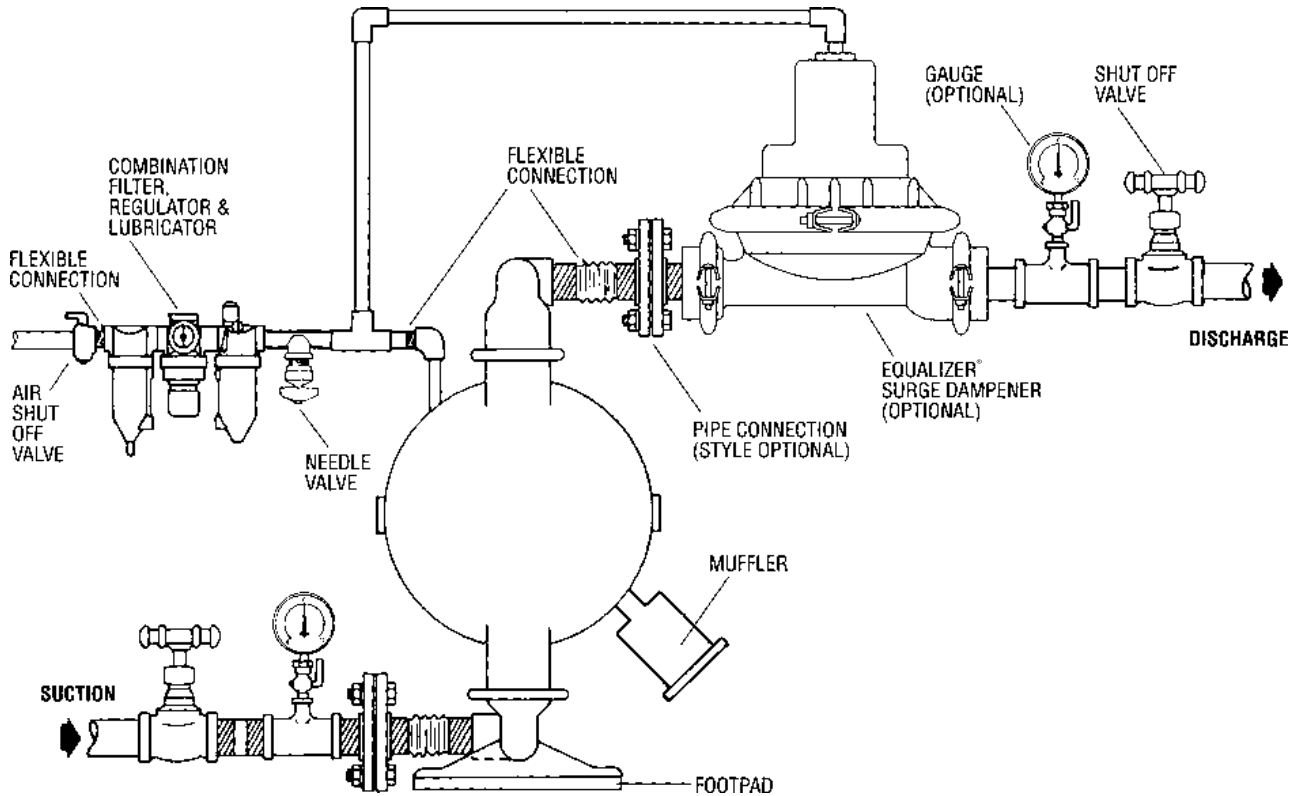 GAUGE
(OPTIONAL)
SHUT OFF
VALVE
COMBINATION
FILTER,
REGULATOR &
LUBRICATOR
FLEXIBLE
CONNECTION
FLEXIBLE
CONNECTION
DISCHARGE
AIR
SHUT
OFF
VALVE
NEEDLE
VALVE
PIPE CONNECTION
(STYLE OPTIONAL)
EQUALIZER®
SURGE DAMPENER
(OPTIONAL)
MUFFLER
SUCTION
FOOTPAD